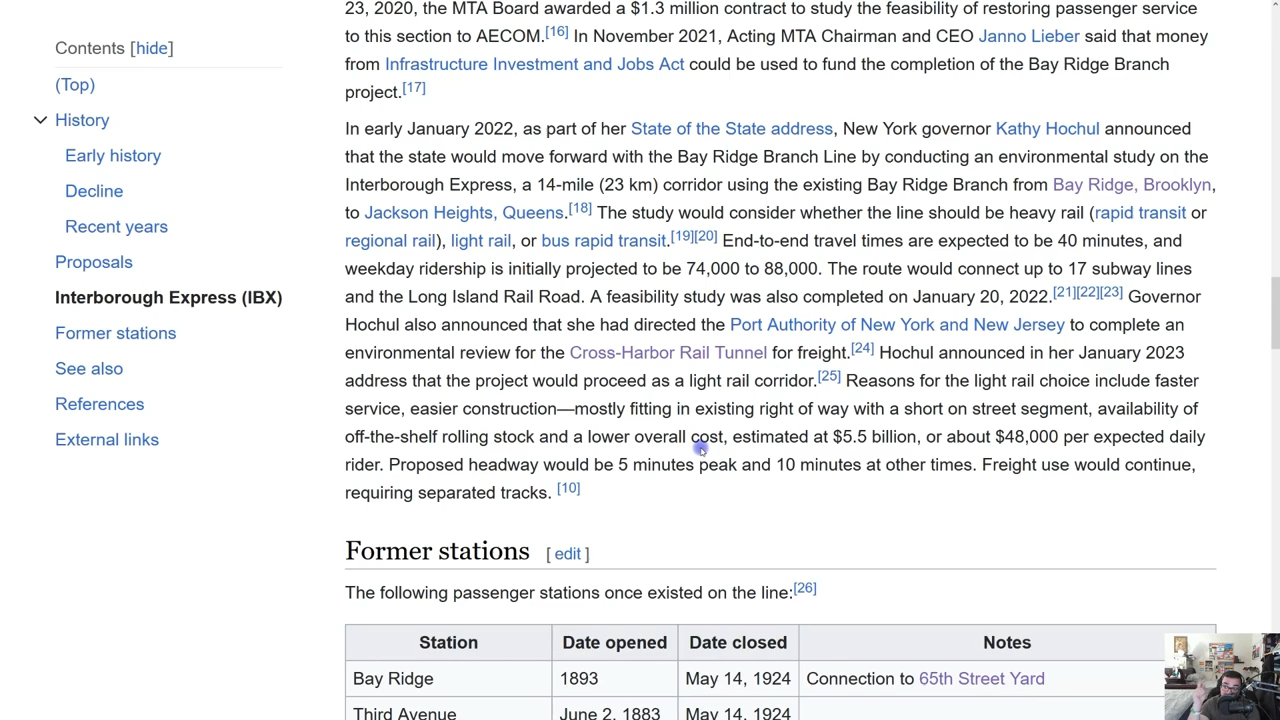 23, 2020, the MTA Board awarded a $1.3 million contract to study the feasibility of restoring passenger service
Contents [hide]
to this section to AECOM.[16] In November 2021, Acting MTA Chairman and CEO Janno Lieber said that money
from Infrastructure Investment and Jobs Act could be used to fund the completion of the Bay Ridge Branch
(Top)
project.[17]
History
In early January 2022, as part of her State of the State address, New York governor Kathy Hochul announced
Early history
that the state would move forward with the Bay Ridge Branch Line by conducting an environmental study on the
Decline
Interborough Express, a 14-mile (23 km) corridor using the existing Bay Ridge Branch from Bay Ridge, Brooklyn,
to Jackson Heights, Queens.[18] The study would consider whether the line should be heavy rail (rapid transit or
Recent years
regional rail), light rail, or bus rapid transit.[19][20] End-to-end travel times are expected to be 40 minutes, and
Proposals
weekday ridership is initially projected to be 74,000 to 88,000. The route would connect up to 17 subway lines
Interborough Express (IBX)
and the Long Island Rail Road. A feasibility study was also completed on January 20, 2022.[21][22][23] Governor
Former stations
Hochul also announced that she had directed the Port Authority of New York and New Jersey to complete an
environmental review for the Cross-Harbor Rail Tunnel for freight.[24] Hochul announced in her January 2023
See also
address that the project would proceed as a light rail corridor.[25] Reasons for the light rail choice include faster
References
service, easier construction—mostly fitting in existing right of way with a short on street segment, availability of
External links
off-the-shelf rolling stock and a lower overall cost, estimated at $5.5 billion, or about $48,000 per expected daily
rider. Proposed headway would be 5 minutes peak and 10 minutes at other times. Freight use would continue,
requiring separated tracks. [10]
Former stations [ edit ]
The following passenger stations once existed on the line:[26]
Station Date opened Date closed Notes
Bay Ridge 1893 May 14, 1924 Connection to 65th Street Yard
Third Avenue June 2, 1883 May 14, 1924